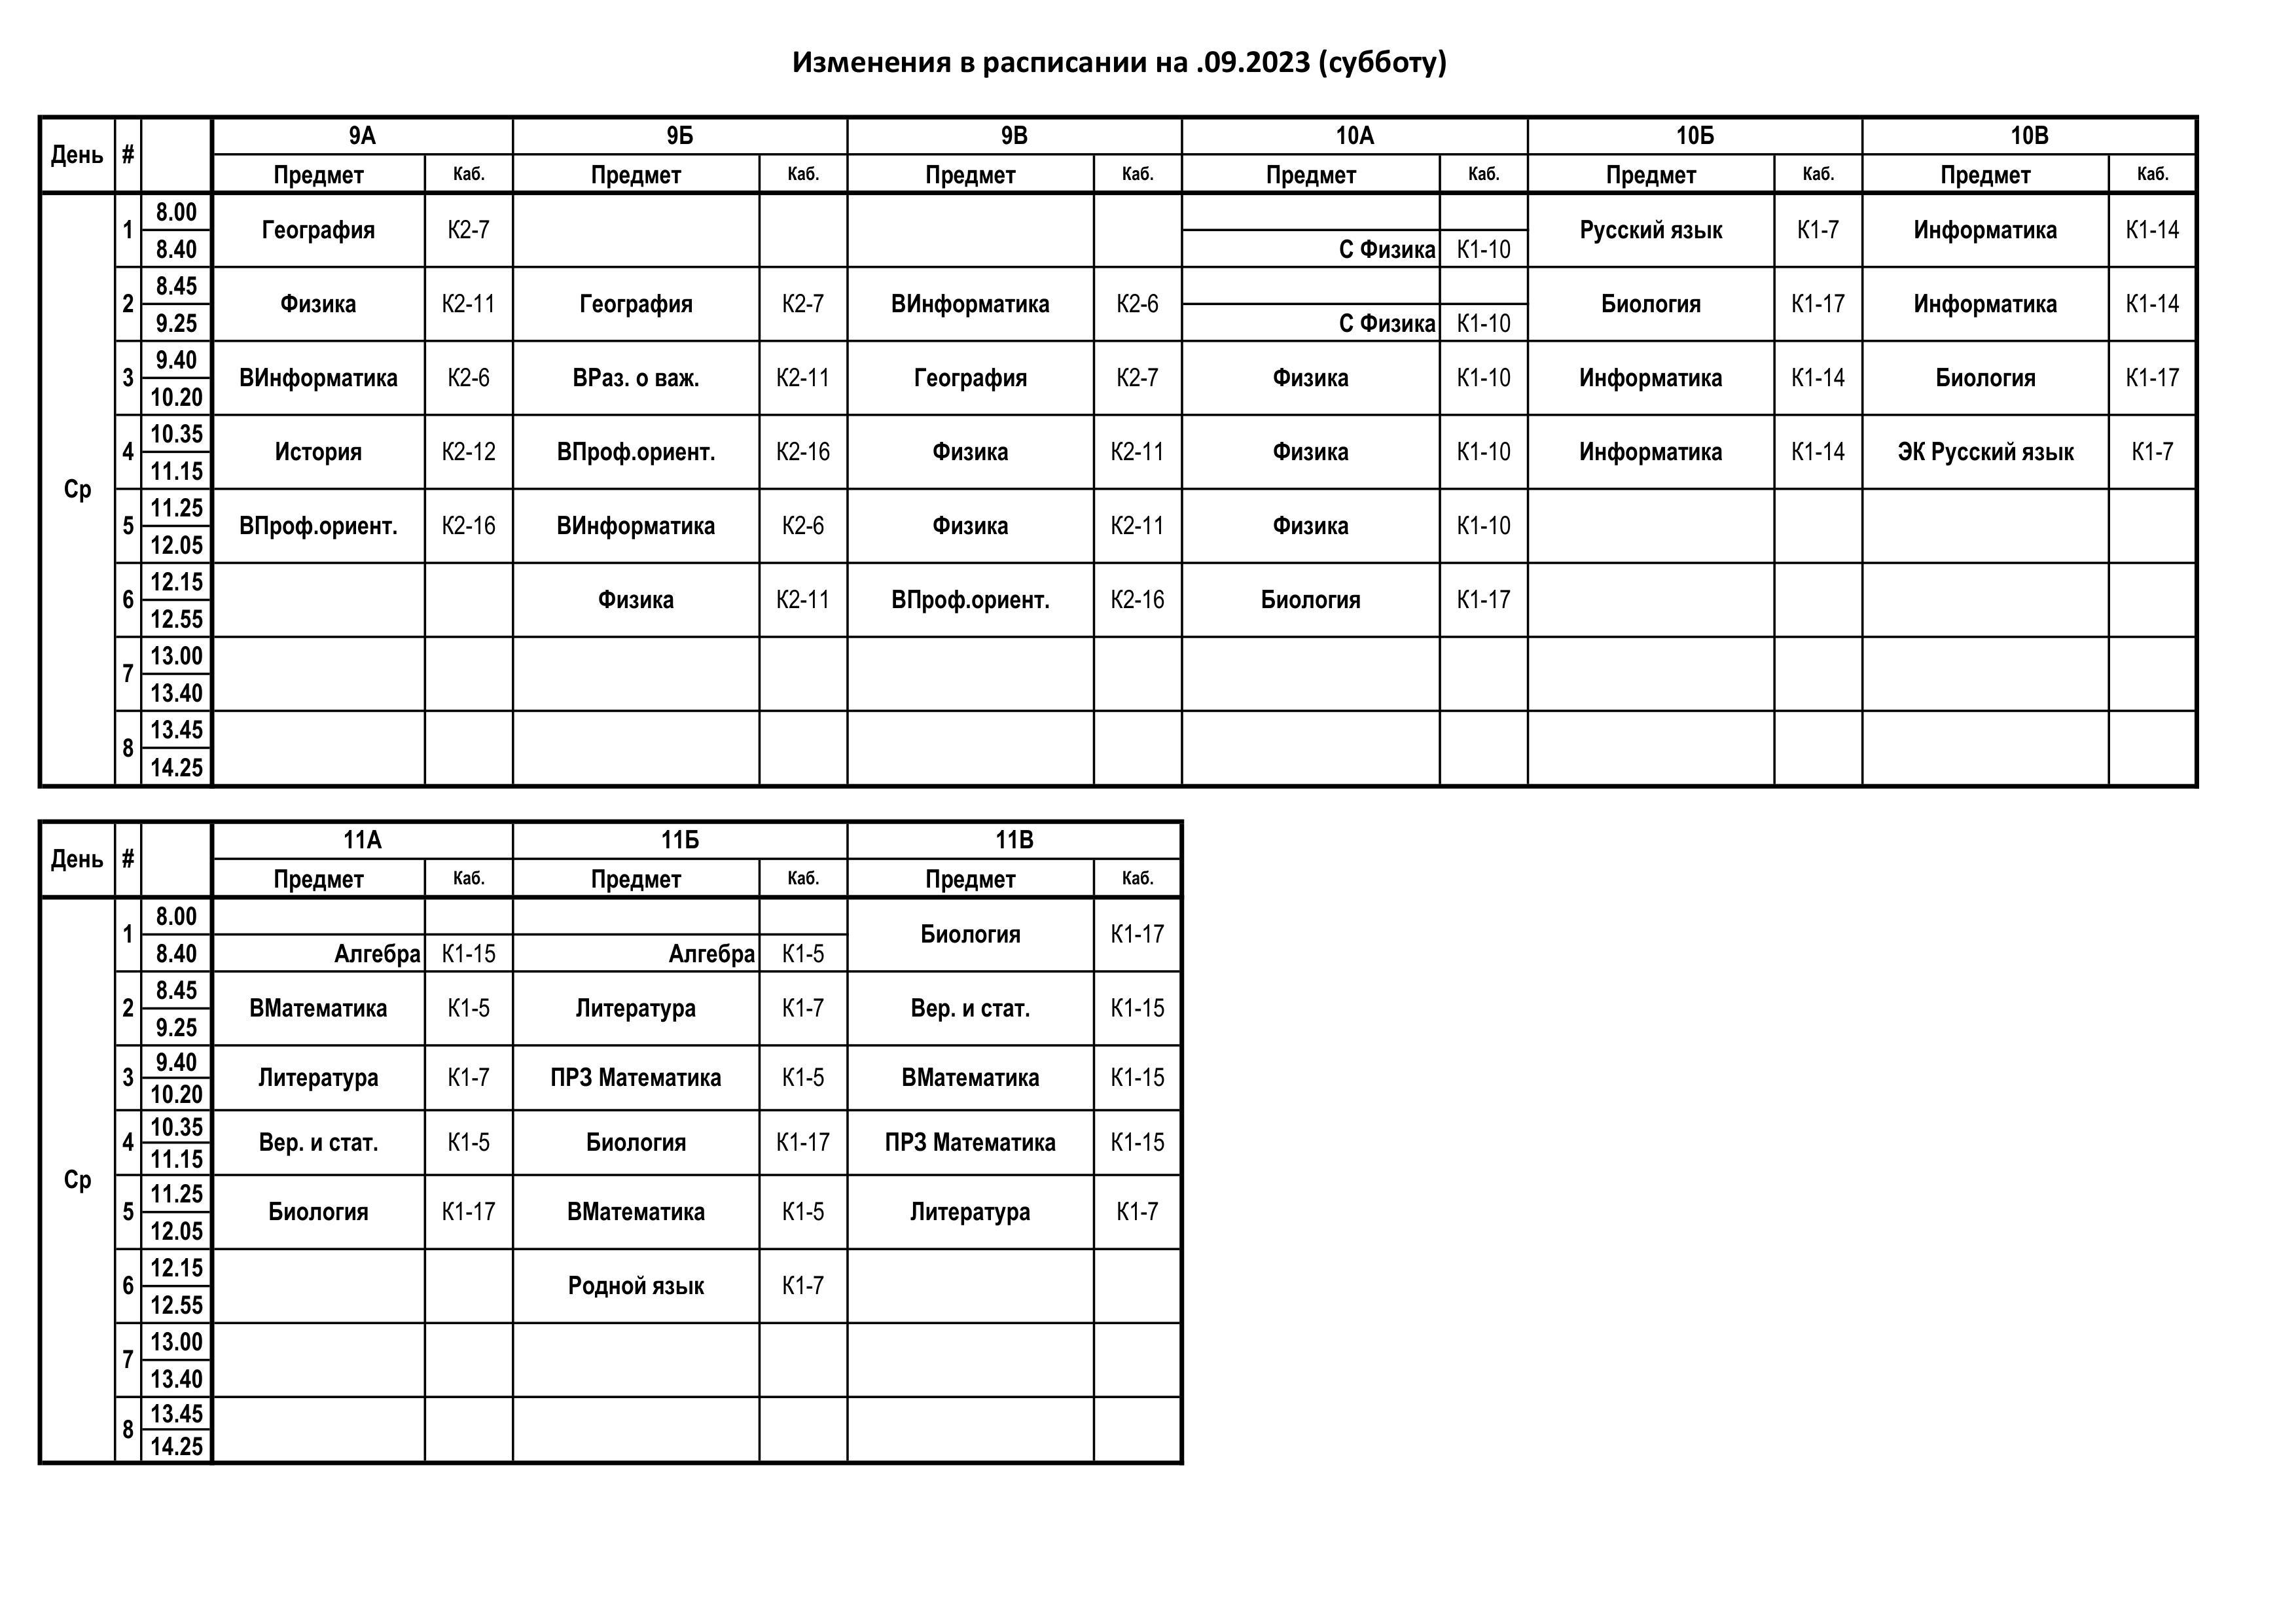 Изменения в расписании на .09.2023 (субботу)
День # 9А 9Б 9В 10А 10Б 10В
Предмет Каб. Предмет Каб. Предмет Каб. Предмет Каб. Предмет Каб. Предмет Каб.
Ср
1 8.00 География К2-7 Русский язык К1-7 Информатика К1-14
8.40 С Физика К1-10
2 8.45 Физика К2-11 География К2-7 ВИнформатика К2-6 Биология К1-17 Информатика К1-14
9.25 С Физика К1-10
3 9.40 ВИнформатика К2-6 ВРаз. о важ. К2-11 География К2-7 Физика К1-10 Информатика К1-14 Биология К1-17
10.20
4 10.35 История К2-12 ВПроф.ориент. К2-16 Физика К2-11 Физика К1-10 Информатика К1-14 ЭК Русский язык К1-7
11.15
5 11.25 ВПроф.ориент. К2-16 ВИнформатика К2-6 Физика К2-11 Физика К1-10
12.05
6 12.15 Физика К2-11 ВПроф.ориент. К2-16 Биология К1-17
12.55
7 13.00
13.40
8 13.45
14.25
День # 11А 11Б 11В
Предмет Каб. Предмет Каб. Предмет Каб.
Ср
1 8.00 Биология К1-17
8.40 Алгебра К1-15 Алгебра К1-5
2 8.45 ВМатематика К1-5 Литература К1-7 Вер. и стат. К1-15
9.25
3 9.40 Литература К1-7 ПРЗ Математика К1-5 ВМатематика К1-15
10.20
4 10.35 Вер. и стат. К1-5 Биология К1-17 ПРЗ Математика К1-15
11.15
5 11.25 Биология К1-17 ВМатематика К1-5 Литература К1-7
12.05
6 12.15 Родной язык К1-7
12.55
7 13.00
13.40
8 13.45
14.25